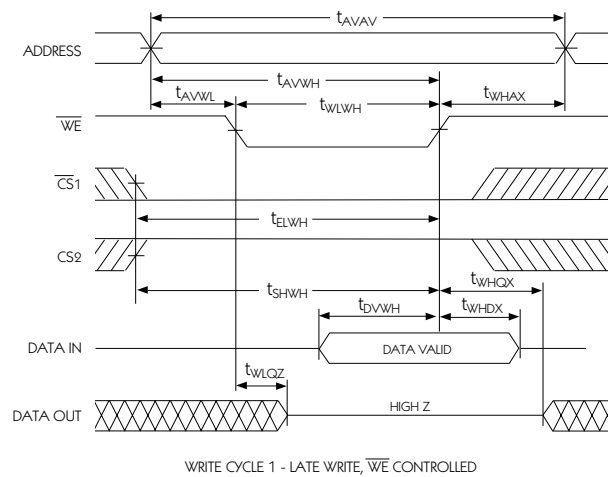 tAVAV
ADDRESS
tAVWH
tAVWL
tWLWH
tWHAX
WE
CS1
tELWH
CS2
tSHWH
tWHQX
tDVWH
tWHDX
DATA IN
DATA VALID
tWLQZ
DATA OUT
HIGH Z
WRITE CYCLE 1 - LATE WRITE, WE CONTROLLED